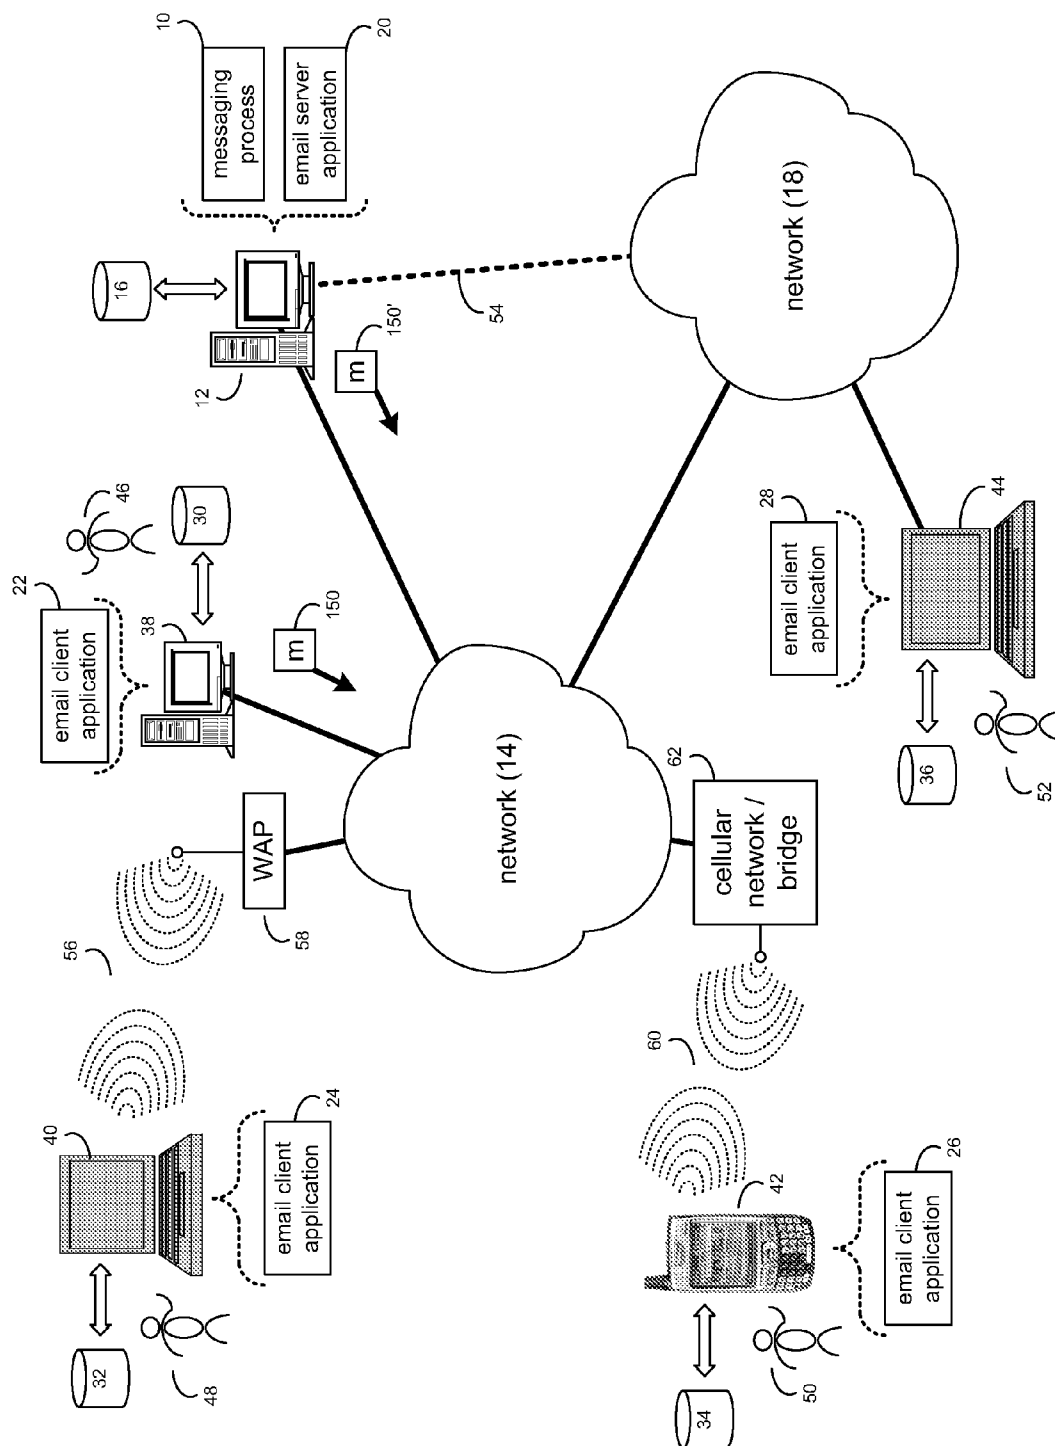 10
messaging
process
20
email server
application
16
12
150'
m
54
network (18)
46
30
22
email client
application
38
150
m
28
email client
application
44
36
52
62
cellular
network /
bridge
network (14)
WAP
58
56
60
40
24
email client
application
32
48
42
26
email client
application
34
50